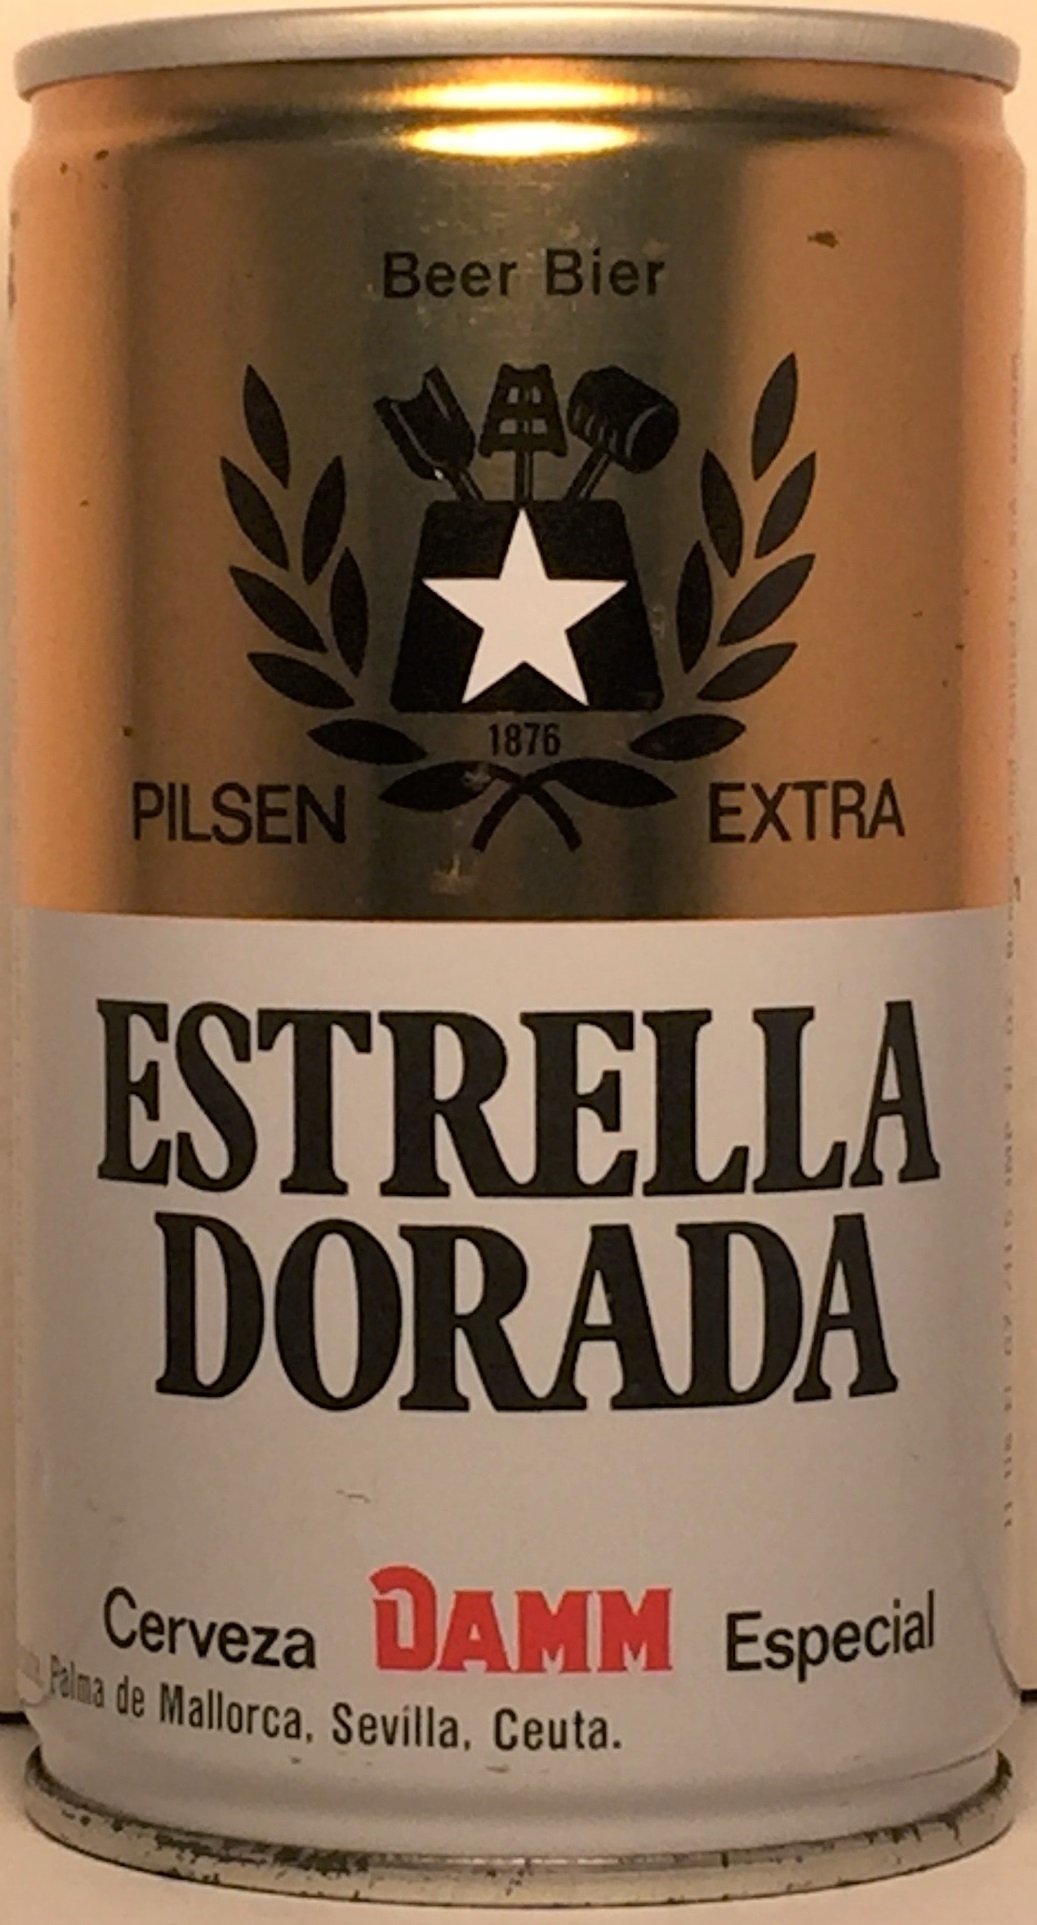 Beer Bier
1876
PILSEN EXTRA
ESTRELLA
DORADA
Cerveza DAMM Especial
Palma de Mallorca, Sevilla, Ceuta.